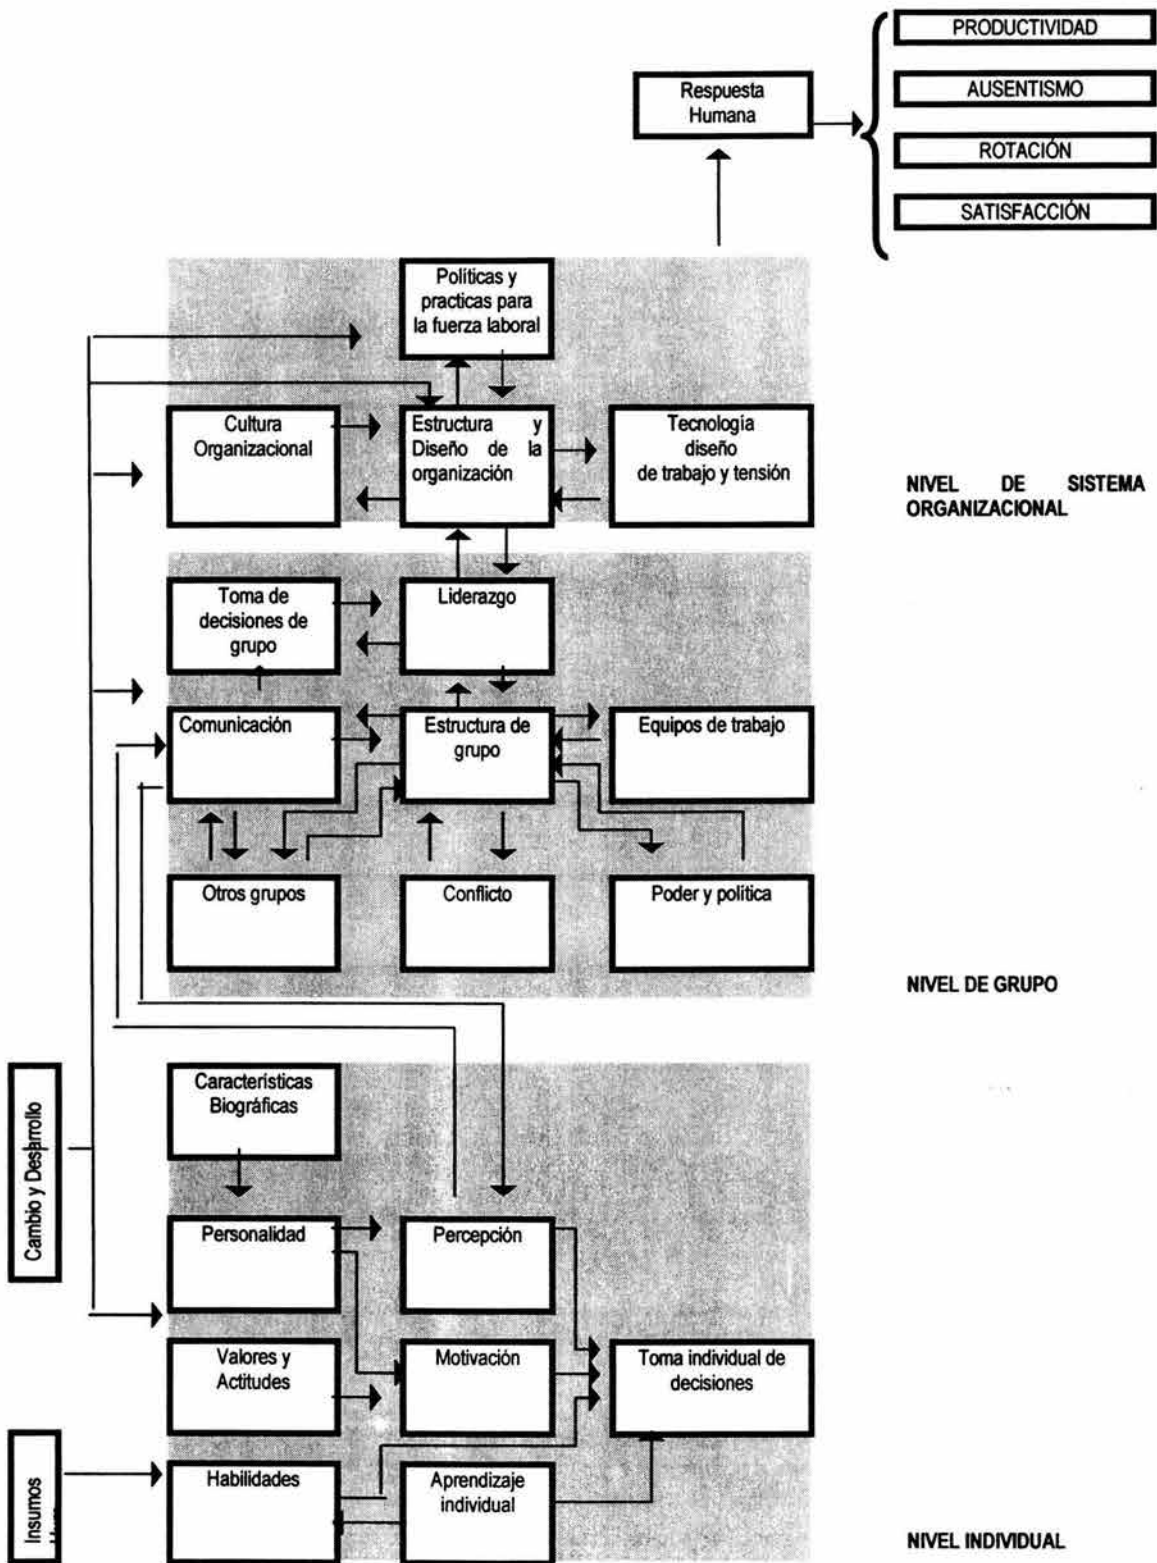 PRODUCTIVIDAD
AUSENTISMO
ROTACIÓN
SATISFACCIÓN
Respuesta
Humana
Políticas y
practicas para
la fuerza laboral
Cultura
Organizacional
Estructura y
Diseño de la
organización
Tecnología
diseño
de trabajo y tensión
NIVEL DE SISTEMA
ORGANIZACIONAL
Toma de
decisiones de
grupo
Liderazgo
Comunicación
Estructura de
grupo
Equipos de trabajo
Otros grupos
Conflicto
Poder y política
NIVEL DE GRUPO
Cambio y Desarrollo
Características
Biográficas
Personalidad
Percepción
Valores y
Actitudes
Motivación
Toma individual de
decisiones
Insumos
Habilidades
Aprendizaje
individual
NIVEL INDIVIDUAL